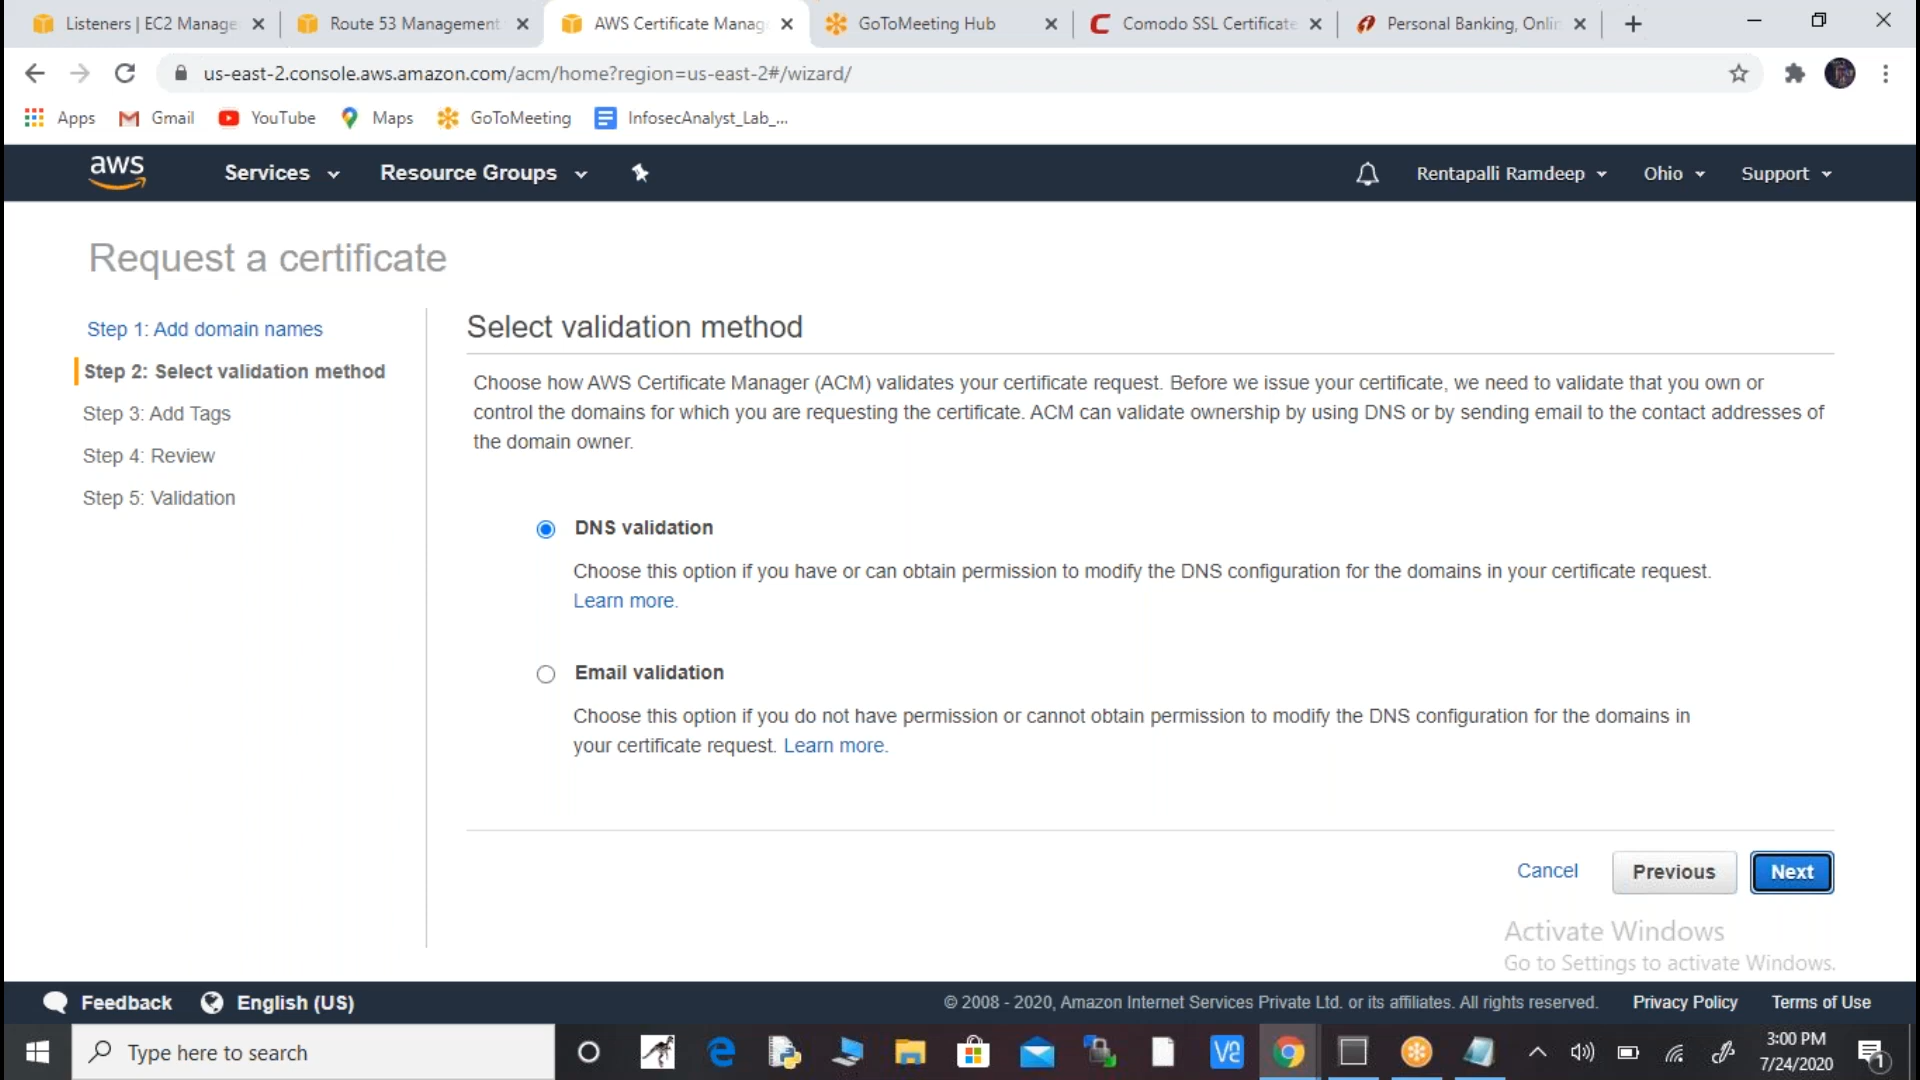 Listeners | EC2 Manage
Route 53 Management
AWS Certificate Manag
GoToMeeting Hub
Comodo SSL Certificate
Personal Banking, Onlin
us-east-2.console.aws.amazon.com/acm/home?region=us-east-2#/wizard/
Apps
Gmail
YouTube
Maps
GoToMeeting
InfosecAnalyst_Lab_...
aws
Services
Resource Groups
Rentapalli Ramdeep
Ohio
Support
Request a certificate
Step 1: Add domain names
Step 2: Select validation method
Step 3: Add Tags
Step 4: Review
Step 5: Validation
Select validation method
Choose how AWS Certificate Manager (ACM) validates your certificate request. Before we issue your certificate, we need to validate that you own or
control the domains for which you are requesting the certificate. ACM can validate ownership by using DNS or by sending email to the contact addresses of
the domain owner.
DNS validation
Choose this option if you have or can obtain permission to modify the DNS configuration for the domains in your certificate request.
Learn more.
Email validation
Choose this option if you do not have permission or cannot obtain permission to modify the DNS configuration for the domains in
your certificate request. Learn more.
Cancel
Previous
Next
Activate Windows
Go to Settings to activate Windows.
Feedback
English (US)
© 2008 - 2020, Amazon Internet Services Private Ltd. or its affiliates. All rights reserved.
Privacy Policy
Terms of Use
Type here to search
3:00 PM
7/24/2020
1